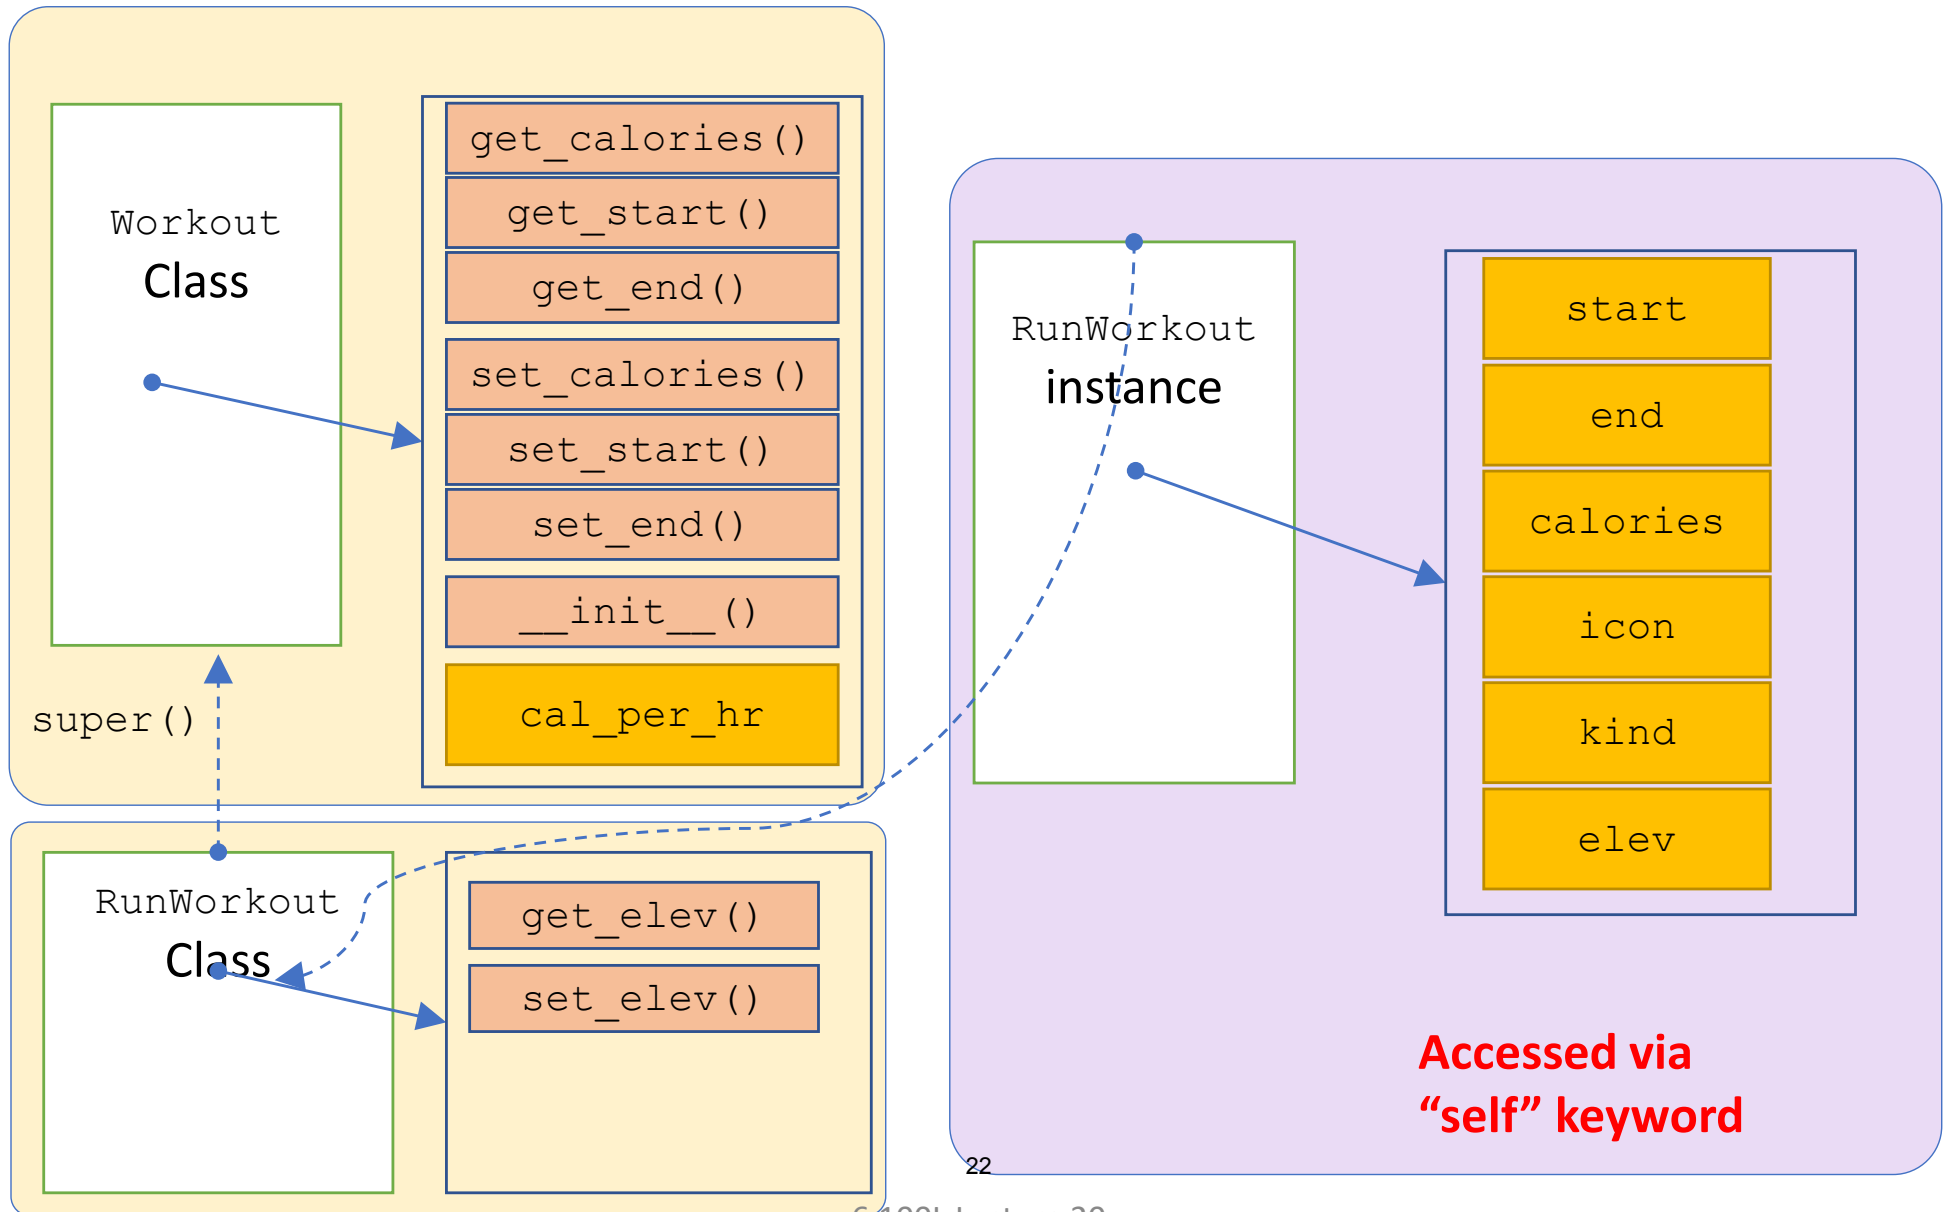 Workout
Class
get_calories()
get_start()
get_end()
set_calories()
set_start()
set_end()
__init__()
cal_per_hr
super()
RunWorkout
Class
get_elev()
set_elev()
RunWorkout
instance
start
end
calories
icon
kind
elev
Accessed via
“self” keyword
22